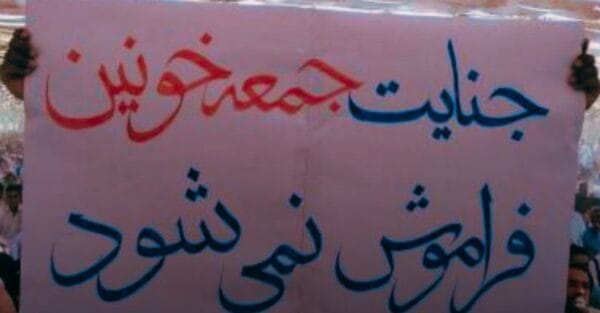 جنایت جمعه خونین
فراموش نمی شود